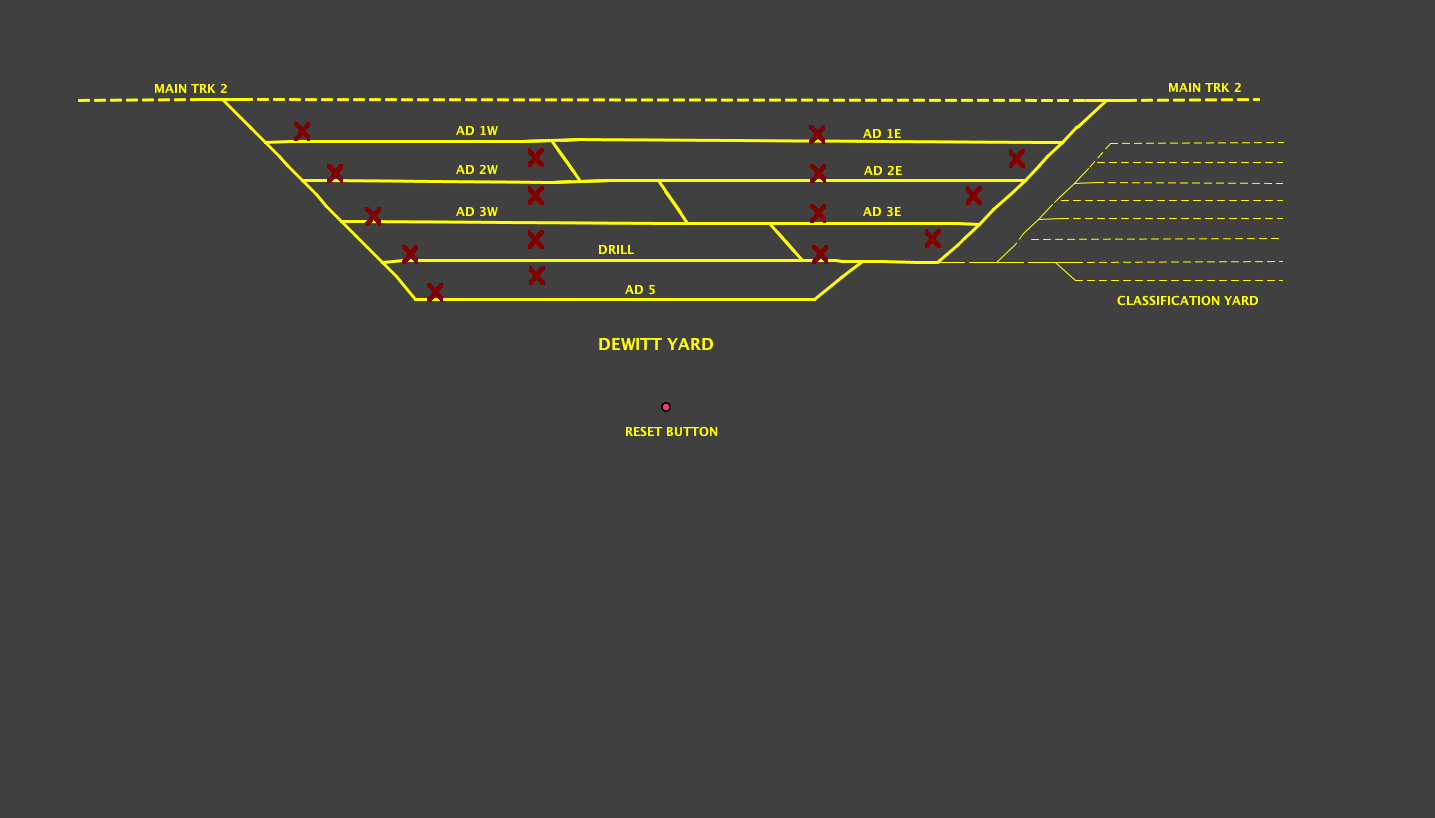 MAIN TRK 2
MAIN TRK 2
AD 1W
AD 1E
AD 2W
AD 2E
AD 3W
AD 3E
DRILL
AD 5
CLASSIFICATION YARD
DEWITT YARD
RESET BUTTON